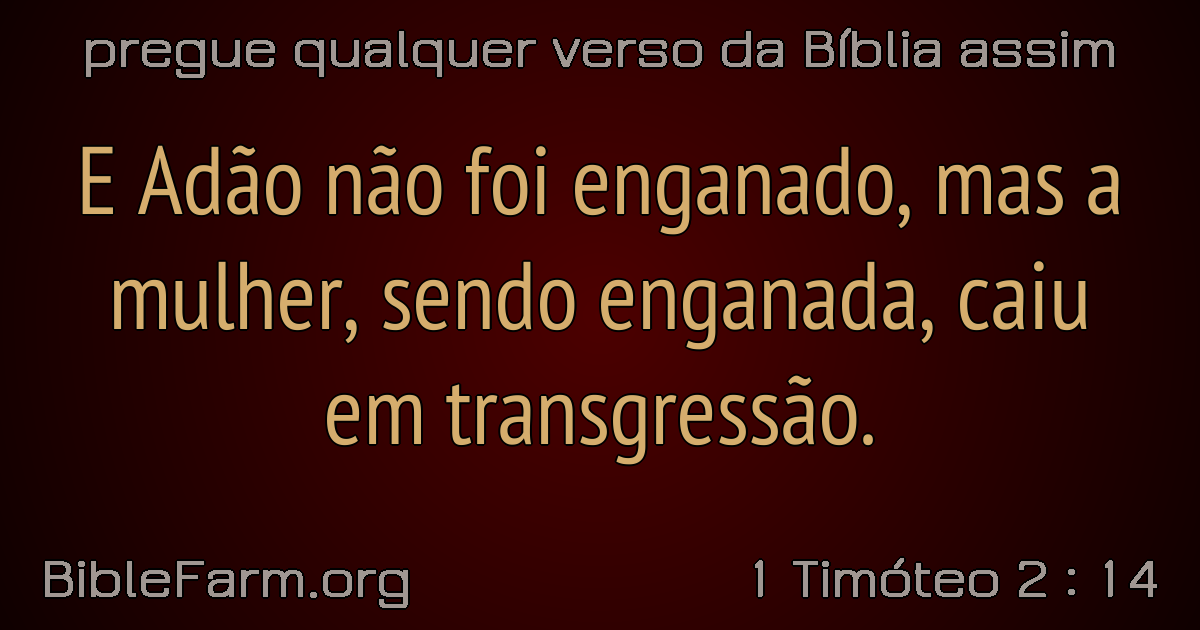 pregue qualquer verso da Bíblia assim
E Adão não foi enganado, mas a
mulher, sendo enganada, caiu
em transgressão.
BibleFarm.org
1 Timóteo 2 : 14